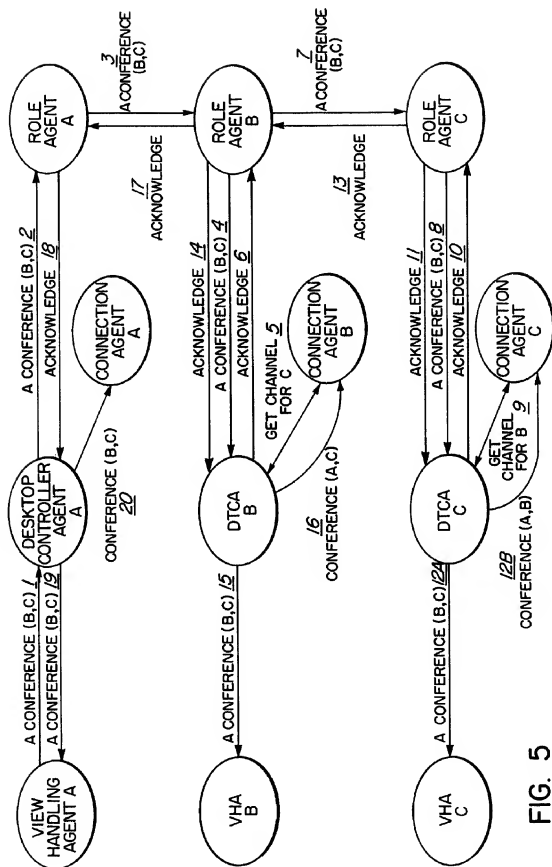 A CONFERENCE (B,C) 1
A CONFERENCE (B,C) 19
A CONFERENCE (B,C) 2
ACKNOWLEDGE 18
VIEW
HANDLING
AGENT A
DESKTOP
CONTROLLER
AGENT
A
ROLE
AGENT
A
CONNECTION
AGENT
A
CONFERENCE (B,C)
20
3
A CONFERENCE
(B,C)
17
ACKNOWLEDGE
ACKNOWLEDGE 14
A CONFERENCE (B,C) 4
ACKNOWLEDGE 6
A CONFERENCE (B,C) 15
VHA
B
DTCA
B
ROLE
AGENT
B
GET CHANNEL
FOR C 5
CONNECTION
AGENT
B
16
CONFERENCE (A,C)
7
A CONFERENCE
(B,C)
13
ACKNOWLEDGE
ACKNOWLEDGE 11
A CONFERENCE (B,C) 8
ACKNOWLEDGE 10
A CONFERENCE (B,C) 12A
VHA
C
DTCA
C
ROLE
AGENT
C
GET
CHANNEL
FOR B 9
CONNECTION
AGENT
C
12B
CONFERENCE (A,B)
FIG. 5